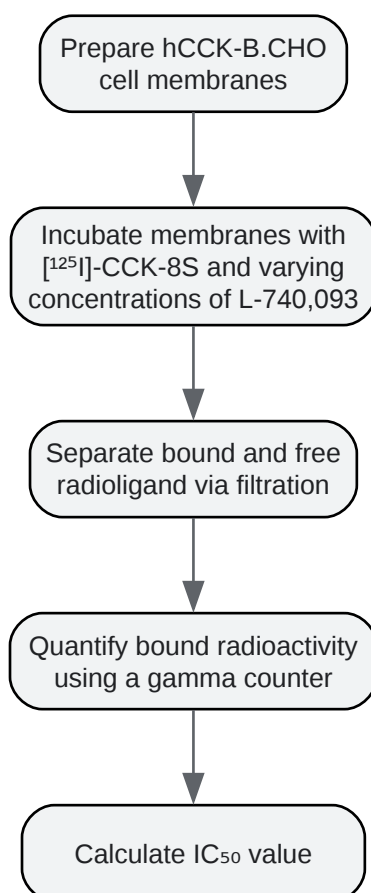 Prepare hCCK-B.CHO
cell membranes
Incubate membranes with
[¹²⁵I]-CCK-8S and varying
concentrations of L-740,093
Separate bound and free
radioligand via filtration
Quantify bound radioactivity
using a gamma counter
Calculate IC₅₀ value